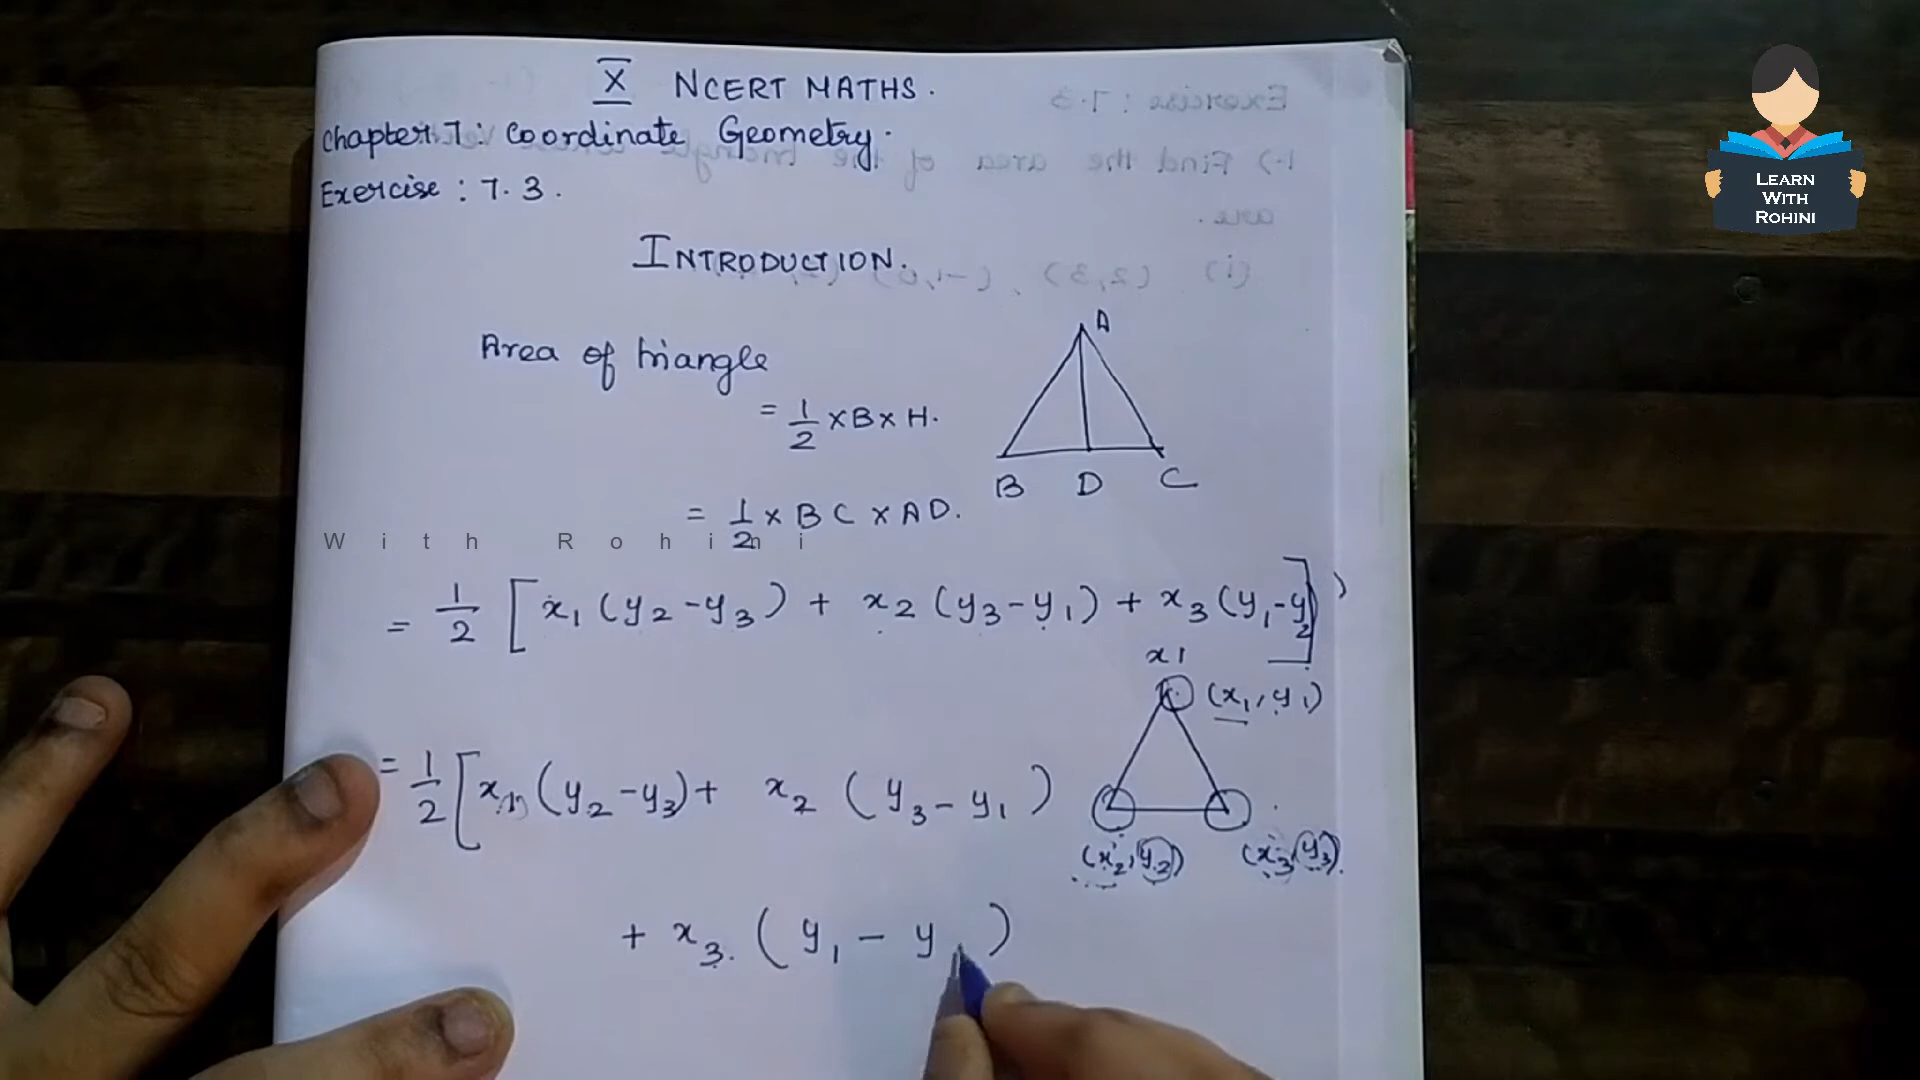 X NCERT MATHS.
Chapter 7: Coordinate Geometry.
Exercise : 7.3.
INTRODUCTION.
Area of triangle
= 1/2 × B × H.
= 1/2 × BC × AD.
A
B D C
With Rohini
= 1/2 [x₁(y₂-y₃) + x₂(y₃-y₁) + x₃(y₁-y₂)]
x1
(x₁, y₁)
= 1/2 [x₁(y₂-y₃) + x₂(y₃-y₁)
(x₂, y₂) (x₃, y₃).
+ x₃.(y₁ - y )
LEARN
WITH
ROHINI